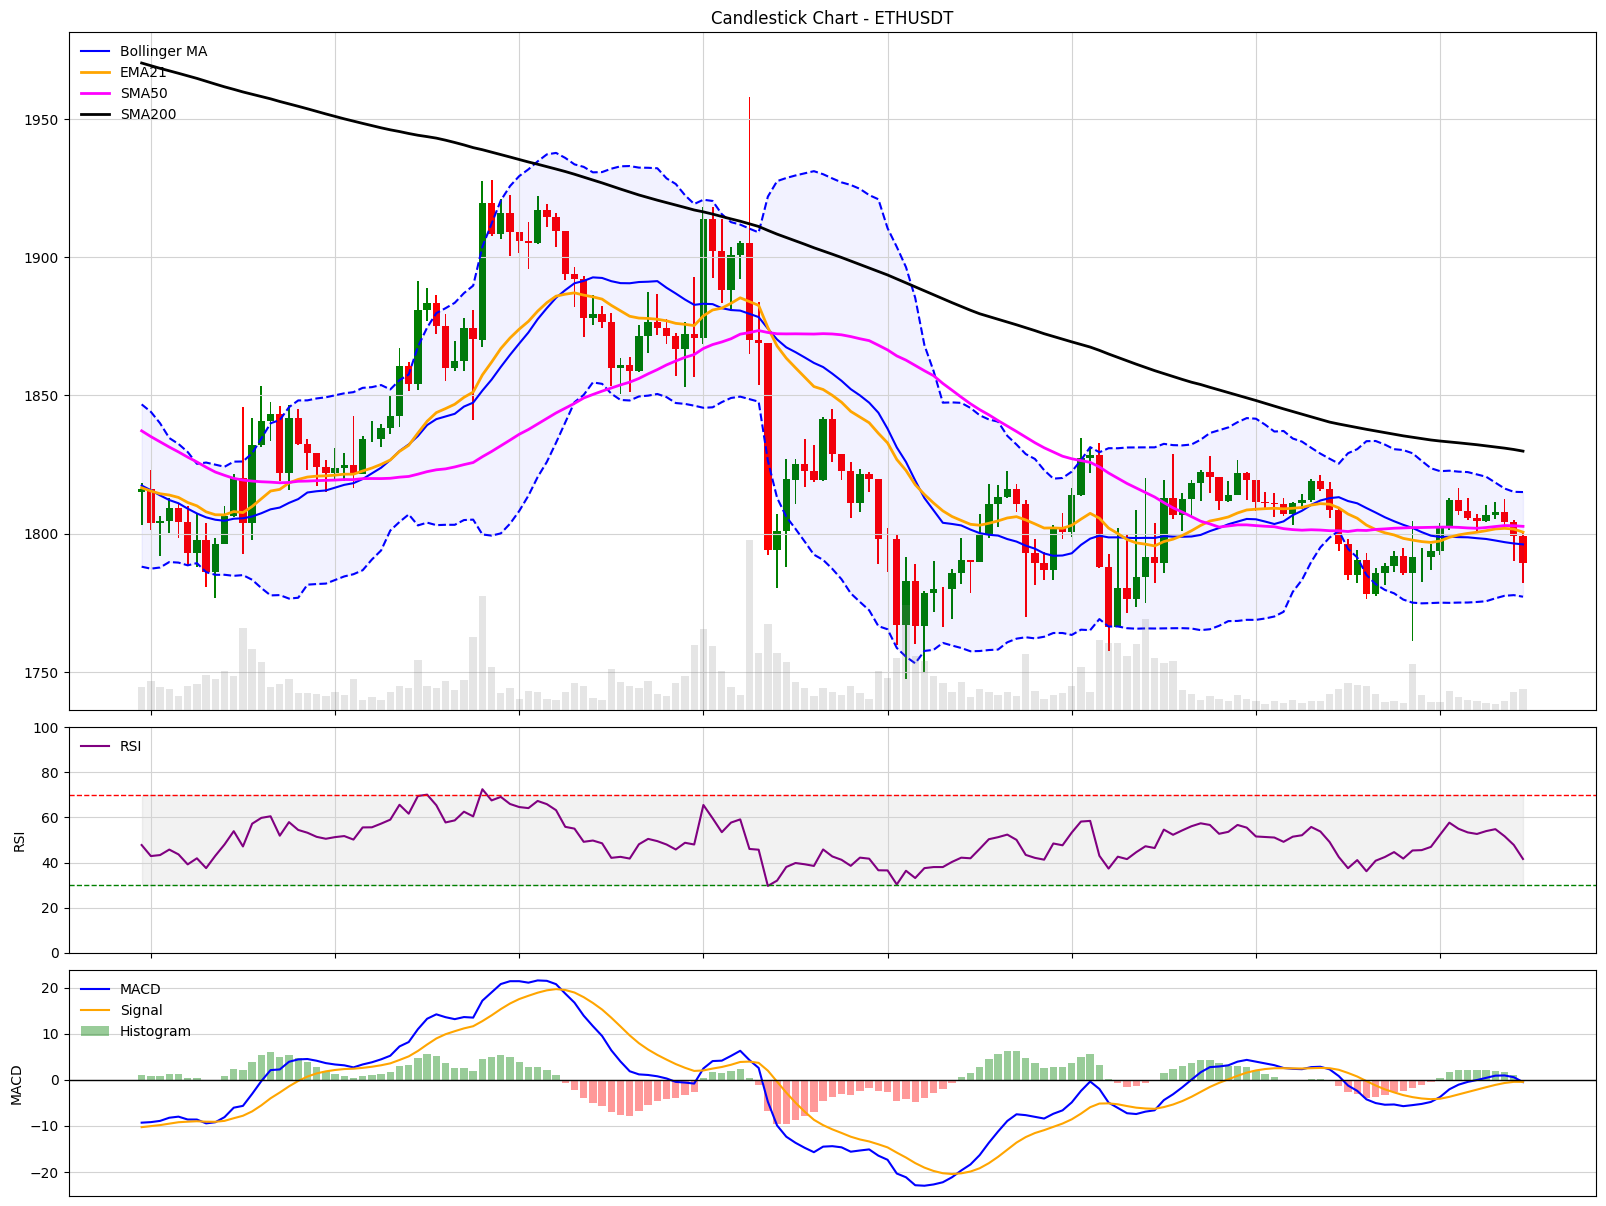 Candlestick Chart - ETHUSDT
Bollinger MA
EMA21
SMA50
SMA200
1950
1900
1850
1800
1750
RSI
100
80
60
40
20
0
RSI
MACD
Signal
Histogram
20
10
0
−10
−20
MACD